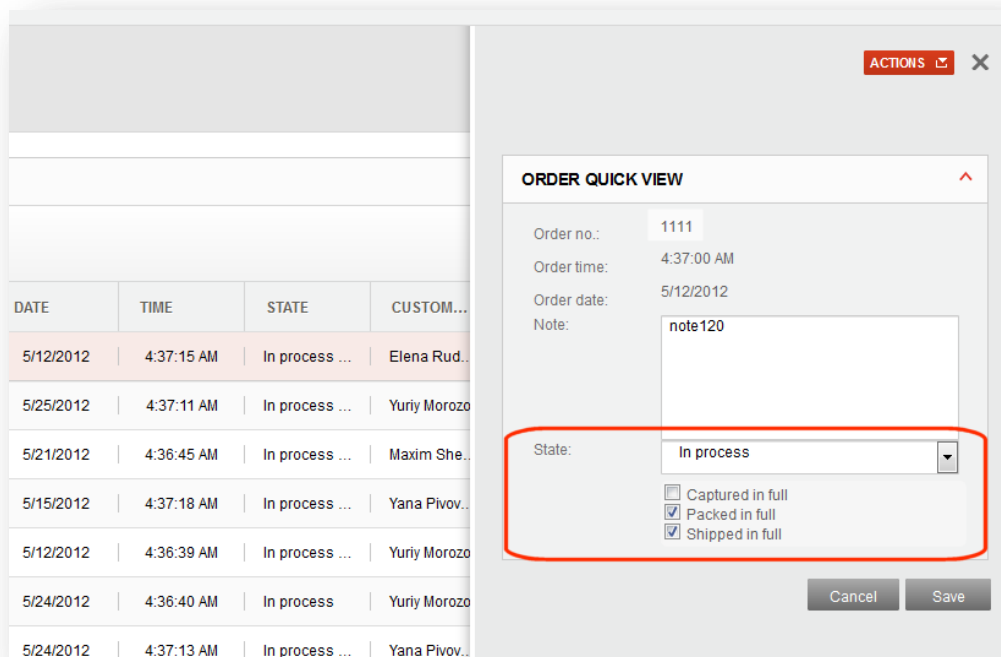 ACTIONS
ORDER QUICK VIEW
Order no.: 1111
Order time: 4:37:00 AM
Order date: 5/12/2012
Note: note120
State: In process
Captured in full
Packed in full
Shipped in full
Cancel Save
DATE TIME STATE CUSTOM...
5/12/2012 4:37:15 AM In process ... Elena Rud..
5/25/2012 4:37:11 AM In process ... Yuriy Morozo
5/21/2012 4:36:45 AM In process ... Maxim She..
5/15/2012 4:37:18 AM In process ... Yana Pivov..
5/12/2012 4:36:39 AM In process ... Yuriy Morozo
5/24/2012 4:36:40 AM In process Yuriy Morozo
5/24/2012 4:37:13 AM In process ... Yana Pivov..